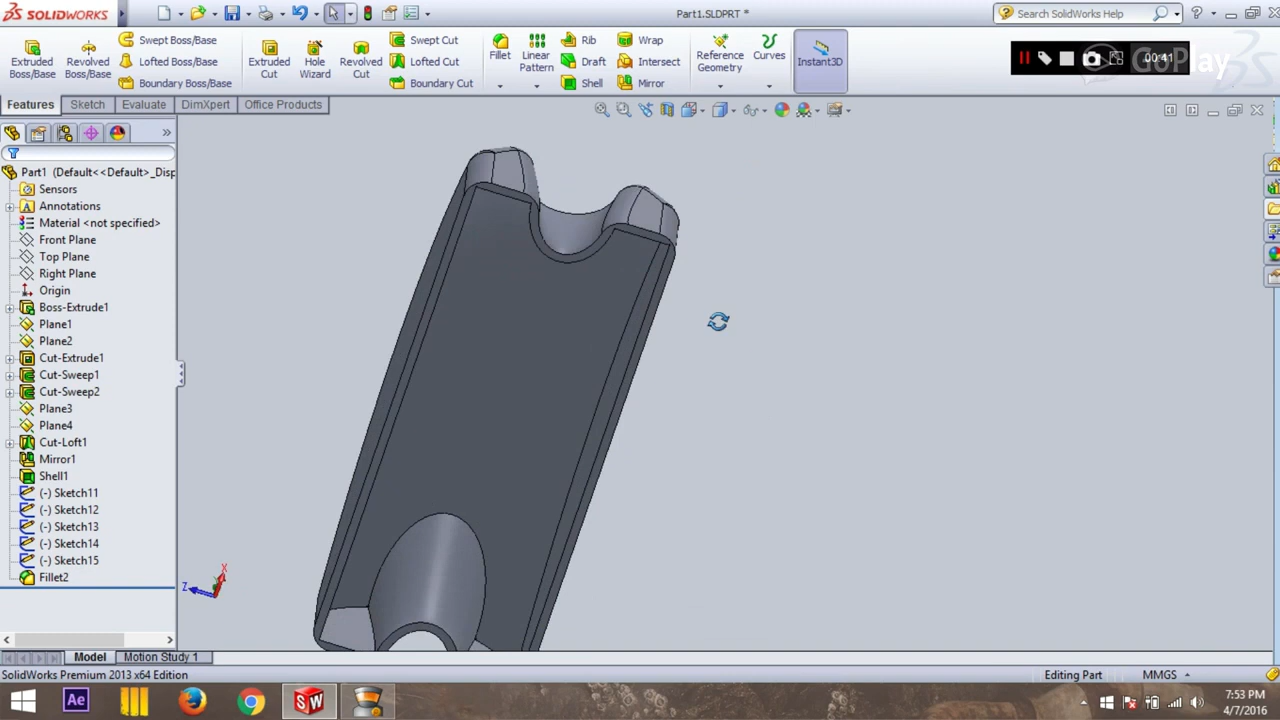 SOLIDWORKS
Part1.SLDPRT *
Search SolidWorks Help
Extruded Boss/Base
Revolved Boss/Base
Swept Boss/Base
Lofted Boss/Base
Boundary Boss/Base
Extruded Cut
Hole Wizard
Revolved Cut
Swept Cut
Lofted Cut
Boundary Cut
Fillet
Linear Pattern
Rib
Draft
Shell
Wrap
Intersect
Mirror
Reference Geometry
Curves
Instant3D
GoPlay
00:41
Features
Sketch
Evaluate
DimXpert
Office Products
Part1 (Default<<Default>_Disp
Sensors
Annotations
Material <not specified>
Front Plane
Top Plane
Right Plane
Origin
Boss-Extrude1
Plane1
Plane2
Cut-Extrude1
Cut-Sweep1
Cut-Sweep2
Plane3
Plane4
Cut-Loft1
Mirror1
Shell1
(-) Sketch11
(-) Sketch12
(-) Sketch13
(-) Sketch14
(-) Sketch15
Fillet2
X
Z
Model
Motion Study 1
SolidWorks Premium 2013 x64 Edition
Editing Part
MMGS
Ae
SW
7:53 PM
4/7/2016